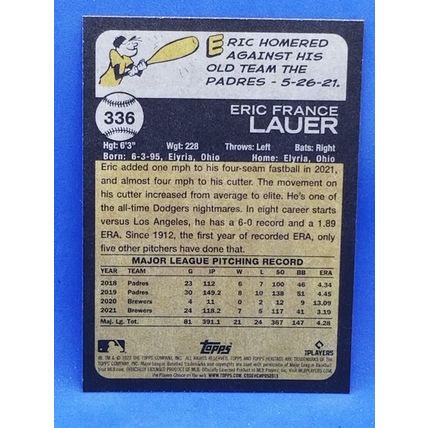 ERIC HOMERED
AGAINST HIS
OLD TEAM THE
PADRES - 5-26-21.
336
ERIC FRANCE
LAUER
Hgt: 6'3" Wgt: 228 Throws: Left Bats: Right
Born: 6-3-95, Elyria, Ohio Home: Elyria, Ohio
Eric added one mph to his four-seam fastball in 2021,
and almost four mph to his cutter. The movement on
his cutter increased from average to elite. He's one of
the all-time Dodgers nightmares. In eight career starts
versus Los Angeles, he has a 6-0 record and a 1.89
ERA. Since 1912, the first year of recorded ERA, only
five other pitchers have done that.
MAJOR LEAGUE PITCHING RECORD
YEAR TEAM G IP W L SO BB ERA
2018 Padres 23 112 6 7 100 46 4.34
2019 Padres 30 149.2 8 10 138 51 4.45
2020 Brewers 4 11 0 2 12 9 13.09
2021 Brewers 24 118.2 7 5 117 41 3.19
Maj. Lg. Tot. 81 391.1 21 24 367 147 4.28
Topps
PLAYERS